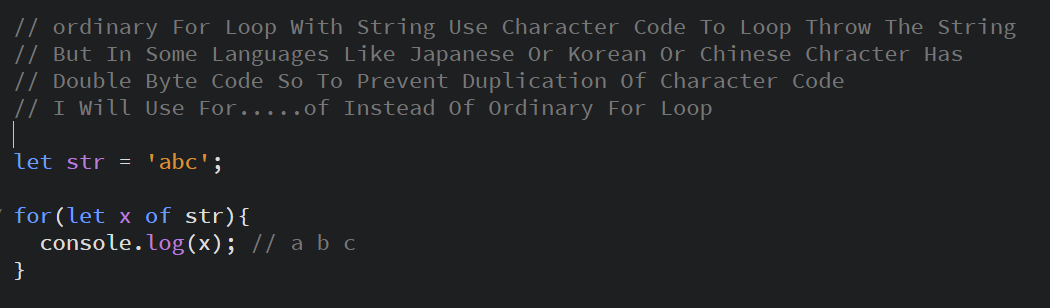 // ordinary For Loop With String Use Character Code To Loop Throw The String
// But In Some Languages Like Japanese Or Korean Or Chinese Chracter Has
// Double Byte Code So To Prevent Duplication Of Character Code
// I Will Use For.....of Instead Of Ordinary For Loop
let str = 'abc';
for(let x of str){
  console.log(x); // a b c
}